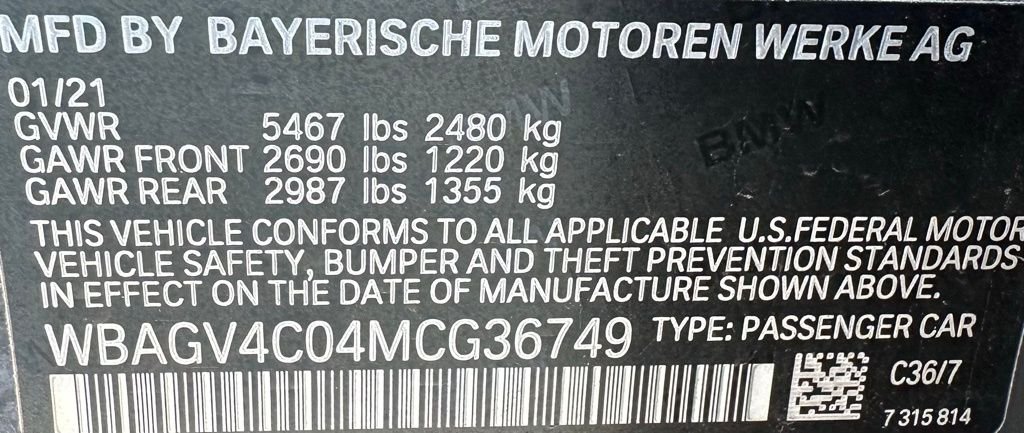 MFD BY BAYERISCHE MOTOREN WERKE AG
01/21
GVWR 5467 lbs 2480 kg
GAWR FRONT 2690 lbs 1220 kg
GAWR REAR 2987 lbs 1355 kg
BMW
BMW
THIS VEHICLE CONFORMS TO ALL APPLICABLE U.S.FEDERAL MOTOR
VEHICLE SAFETY, BUMPER AND THEFT PREVENTION STANDARDS
IN EFFECT ON THE DATE OF MANUFACTURE SHOWN ABOVE.
WBAGV4C04MCG36749 TYPE: PASSENGER CAR
C36/7
7 315 814